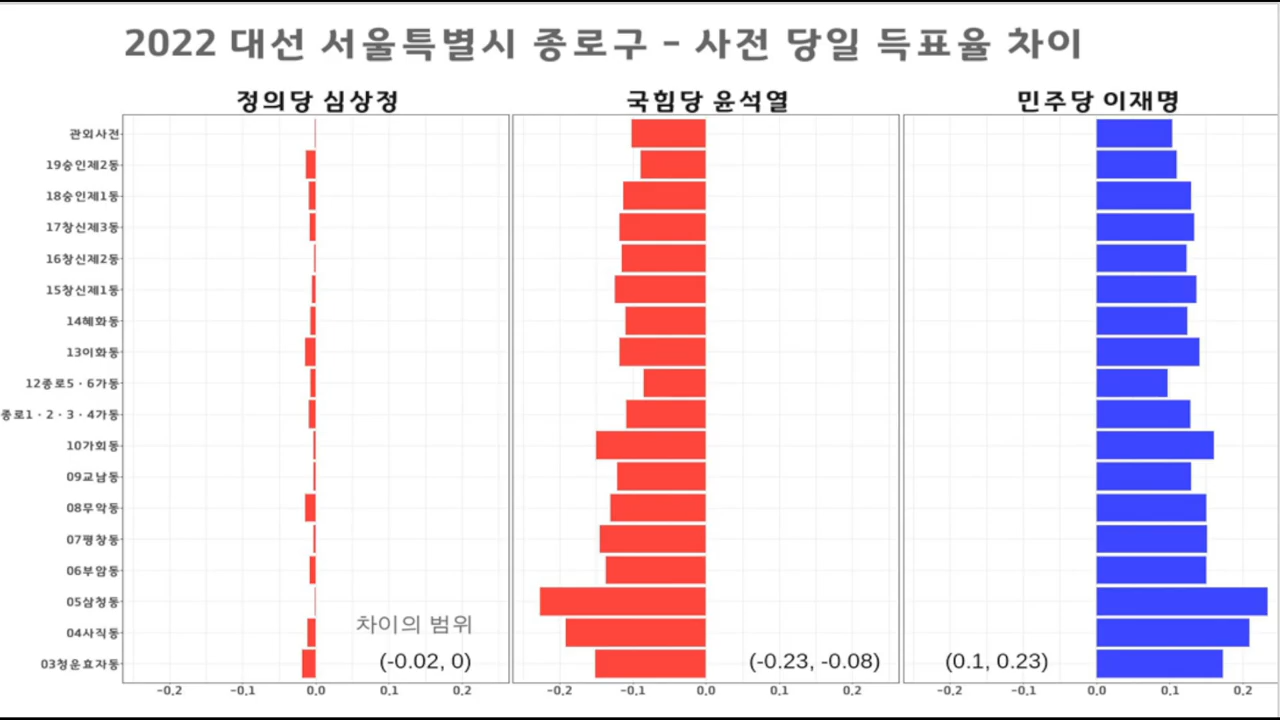 2022 대선 서울특별시 종로구 - 사전 당일 득표율 차이
정의당 심상정
국힘당 윤석열
민주당 이재명
관외사전
19숭인제2동
18숭인제1동
17창신제3동
16창신제2동
15창신제1동
14혜화동
13이화동
12종로5·6가동
종로1·2·3·4가동
10가회동
09교남동
08무악동
07평창동
06부암동
05삼청동
04사직동
03청운효자동
차이의 범위
(-0.02, 0)
(-0.23, -0.08)
(0.1, 0.23)
-0.2 -0.1 0.0 0.1 0.2
-0.2 -0.1 0.0 0.1 0.2
-0.2 -0.1 0.0 0.1 0.2